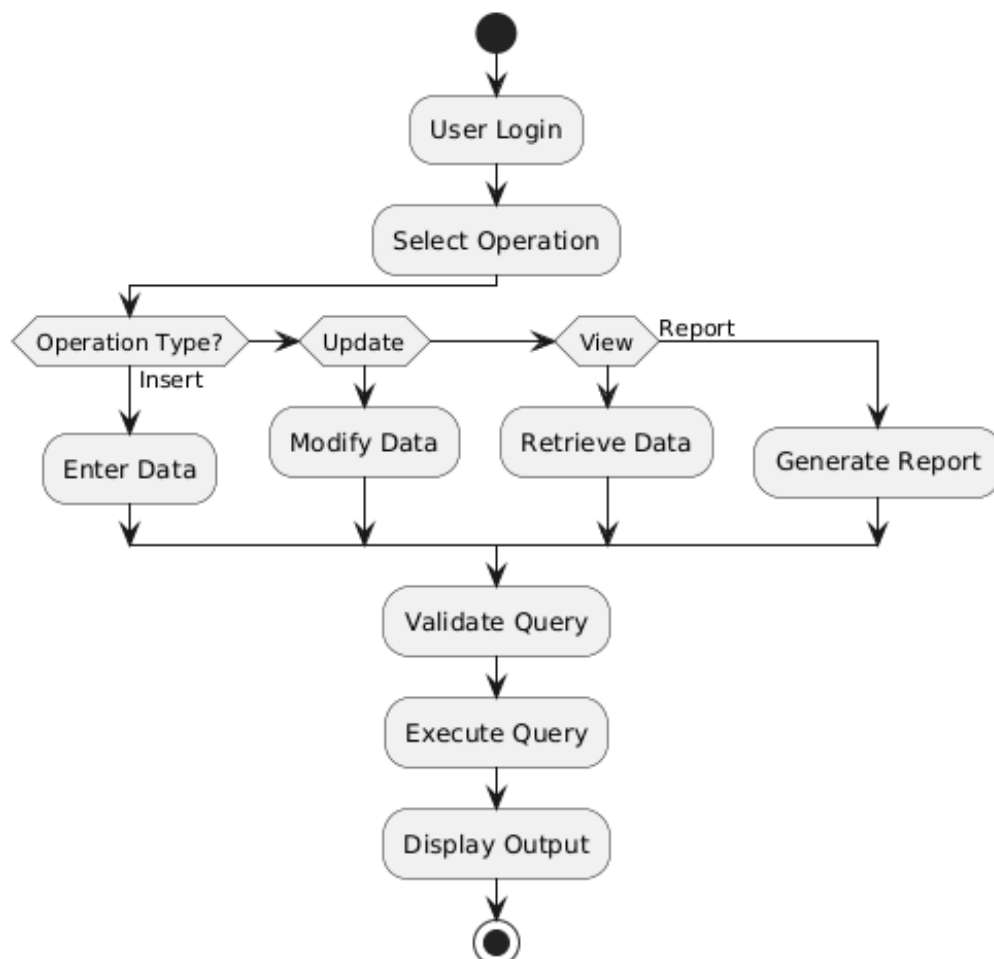 User Login
Select Operation
Operation Type?
Update
View
Report
Insert
Enter Data
Modify Data
Retrieve Data
Generate Report
Validate Query
Execute Query
Display Output